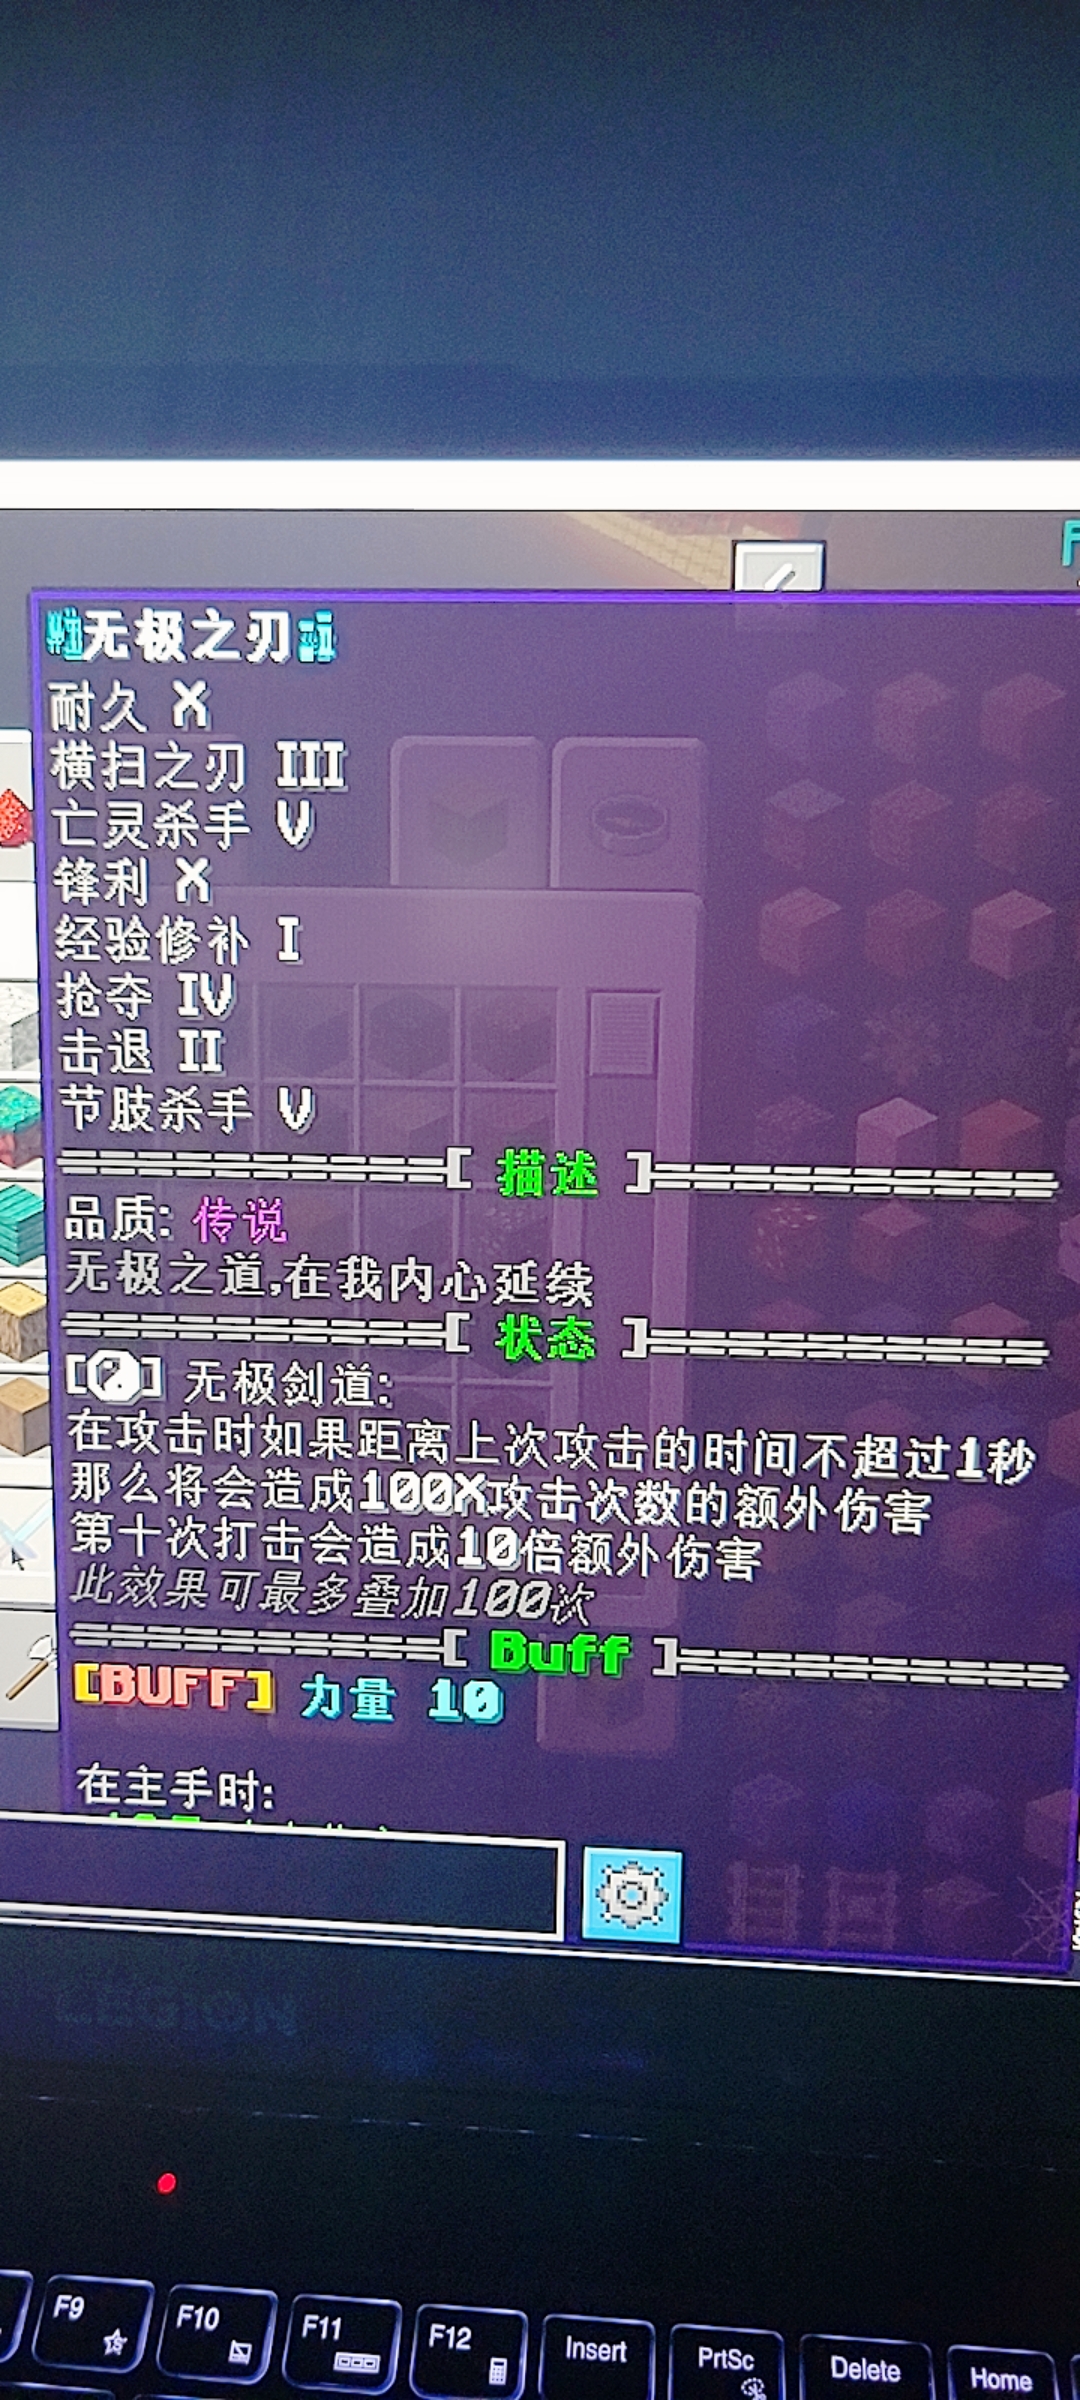 无极之刃
耐久 X
横扫之刃 III
亡灵杀手 V
锋利 X
经验修补 I
抢夺 IV
击退 II
节肢杀手 V
[ 描述 ]
品质: 传说
无极之道,在我内心延续
[ 状态 ]
[0] 无极剑道:
在攻击时如果距离上次攻击的时间不超过1秒
那么将会造成100X攻击次数的额外伤害
第十次打击会造成10倍额外伤害
此效果可最多叠加100次
[ Buff ]
[BUFF] 力量 10
在主手时:
LEGION
F9
F10
F11
F12
Insert
PrtSc
Delete
Home